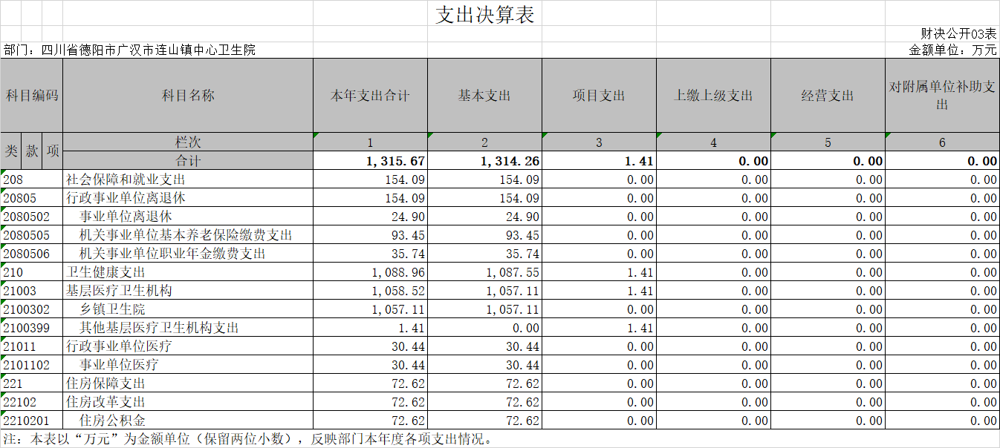 支出决算表
财决公开03表
部门：四川省德阳市广汉市连山镇中心卫生院 金额单位：万元
科目编码 科目名称 本年支出合计 基本支出 项目支出 上缴上级支出 经营支出 对附属单位补助支
出
类 款 项 栏次 1 2 3 4 5 6
合计 1,315.67 1,314.26 1.41 0.00 0.00 0.00
208 社会保障和就业支出 154.09 154.09 0.00 0.00 0.00 0.00
20805 行政事业单位离退休 154.09 154.09 0.00 0.00 0.00 0.00
2080502 事业单位离退休 24.90 24.90 0.00 0.00 0.00 0.00
2080505 机关事业单位基本养老保险缴费支出 93.45 93.45 0.00 0.00 0.00 0.00
2080506 机关事业单位职业年金缴费支出 35.74 35.74 0.00 0.00 0.00 0.00
210 卫生健康支出 1,088.96 1,087.55 1.41 0.00 0.00 0.00
21003 基层医疗卫生机构 1,058.52 1,057.11 1.41 0.00 0.00 0.00
2100302 乡镇卫生院 1,057.11 1,057.11 0.00 0.00 0.00 0.00
2100399 其他基层医疗卫生机构支出 1.41 0.00 1.41 0.00 0.00 0.00
21011 行政事业单位医疗 30.44 30.44 0.00 0.00 0.00 0.00
2101102 事业单位医疗 30.44 30.44 0.00 0.00 0.00 0.00
221 住房保障支出 72.62 72.62 0.00 0.00 0.00 0.00
22102 住房改革支出 72.62 72.62 0.00 0.00 0.00 0.00
2210201 住房公积金 72.62 72.62 0.00 0.00 0.00 0.00
注：本表以“万元”为金额单位（保留两位小数），反映部门本年度各项支出情况。